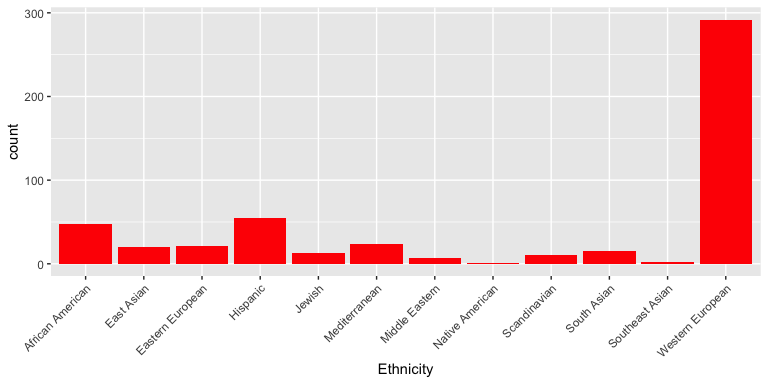 300
200
100
0
count
African American
East Asian
Eastern European
Hispanic
Jewish
Mediterranean
Middle Eastern
Native American
Scandinavian
South Asian
Southeast Asian
Western European
Ethnicity